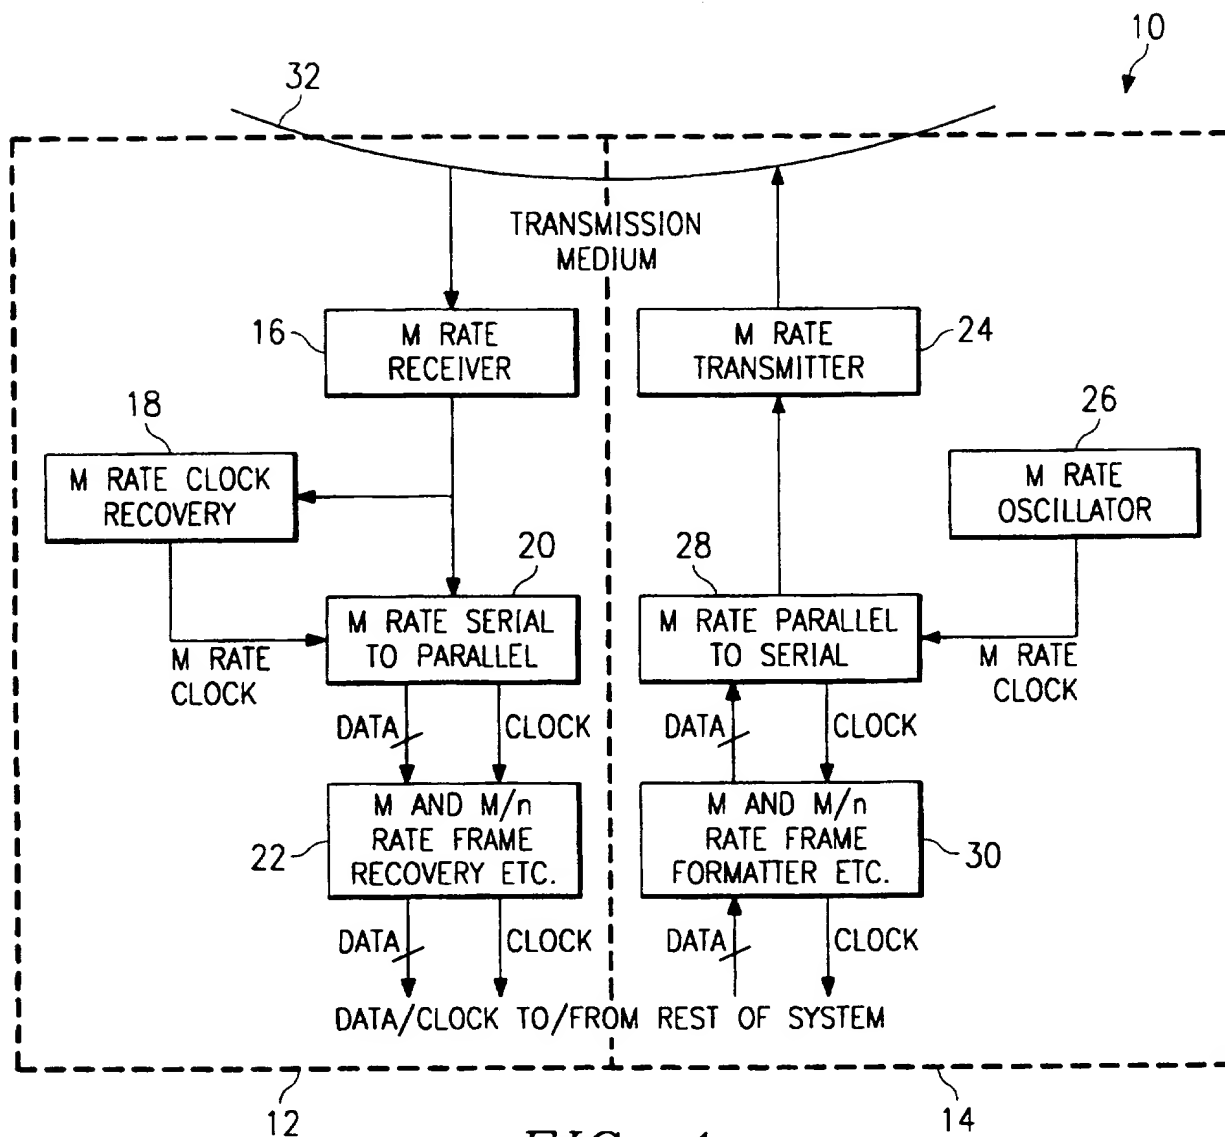 10
32
TRANSMISSION
MEDIUM
16
M RATE
RECEIVER
M RATE
TRANSMITTER
24
18
M RATE CLOCK
RECOVERY
26
M RATE
OSCILLATOR
20
M RATE SERIAL
TO PARALLEL
28
M RATE PARALLEL
TO SERIAL
M RATE
CLOCK
M RATE
CLOCK
DATA
CLOCK
DATA
CLOCK
22
M AND M/n
RATE FRAME
RECOVERY ETC.
M AND M/n
RATE FRAME
FORMATTER ETC.
30
DATA
CLOCK
DATA
CLOCK
DATA/CLOCK TO/FROM REST OF SYSTEM
12
14